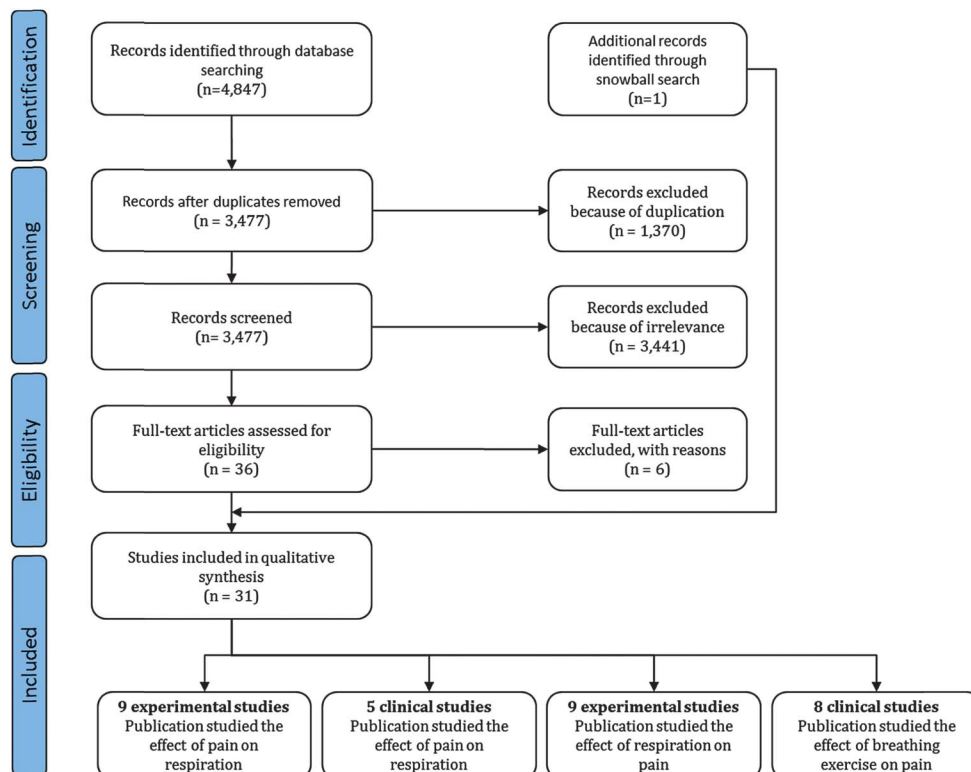 Identification
Records identified through database
searching
(n=4,847)
Additional records
identified through
snowball search
(n=1)
Screening
Records after duplicates removed
(n = 3,477)
Records excluded
because of duplication
(n = 1,370)
Records screened
(n= 3,477)
Records excluded
because of irrelevance
(n = 3,441)
Eligibility
Full-text articles assessed for
eligibility
(n = 36)
Full-text articles
excluded, with reasons
(n = 6)
Included
Studies included in qualitative
synthesis
(n = 31)
9 experimental studies
Publication studied the
effect of pain on
respiration
5 clinical studies
Publication studied the
effect of pain on
respiration
9 experimental studies
Publication studied the
effect of respiration on
pain
8 clinical studies
Publication studied the
effect of breathing
exercise on pain